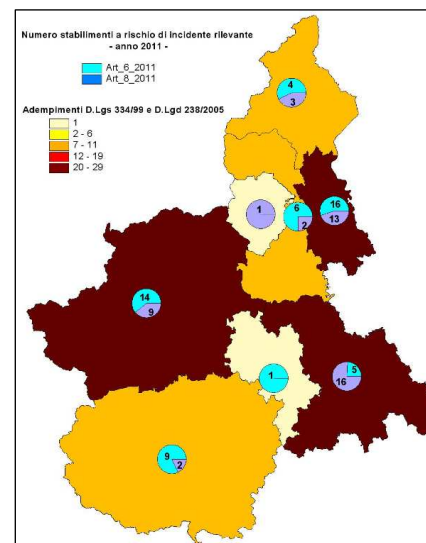 Numero stabilimenti a rischio di incidente rilevante
- anno 2011 -
Art_6_2011
Art_8_2011
Adempimenti D.Lgs 334/99 e D.Lgd 238/2005
1
2 - 6
7 - 11
12 - 19
20 - 29
4
3
1
6
2
16
13
14
9
1
5
16
9
2